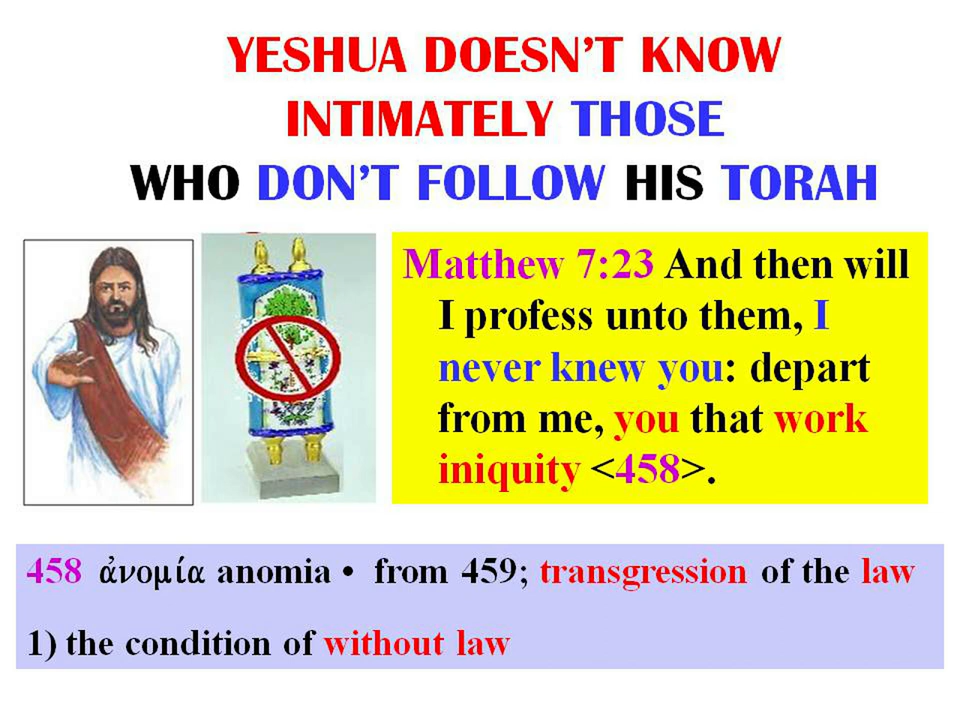 YESHUA DOESN'T KNOW
INTIMATELY THOSE
WHO DON'T FOLLOW HIS TORAH
Matthew 7:23 And then will
I profess unto them, I
never knew you: depart
from me, you that work
iniquity <458>.
458 ἀνομία anomia • from 459; transgression of the law
1) the condition of without law